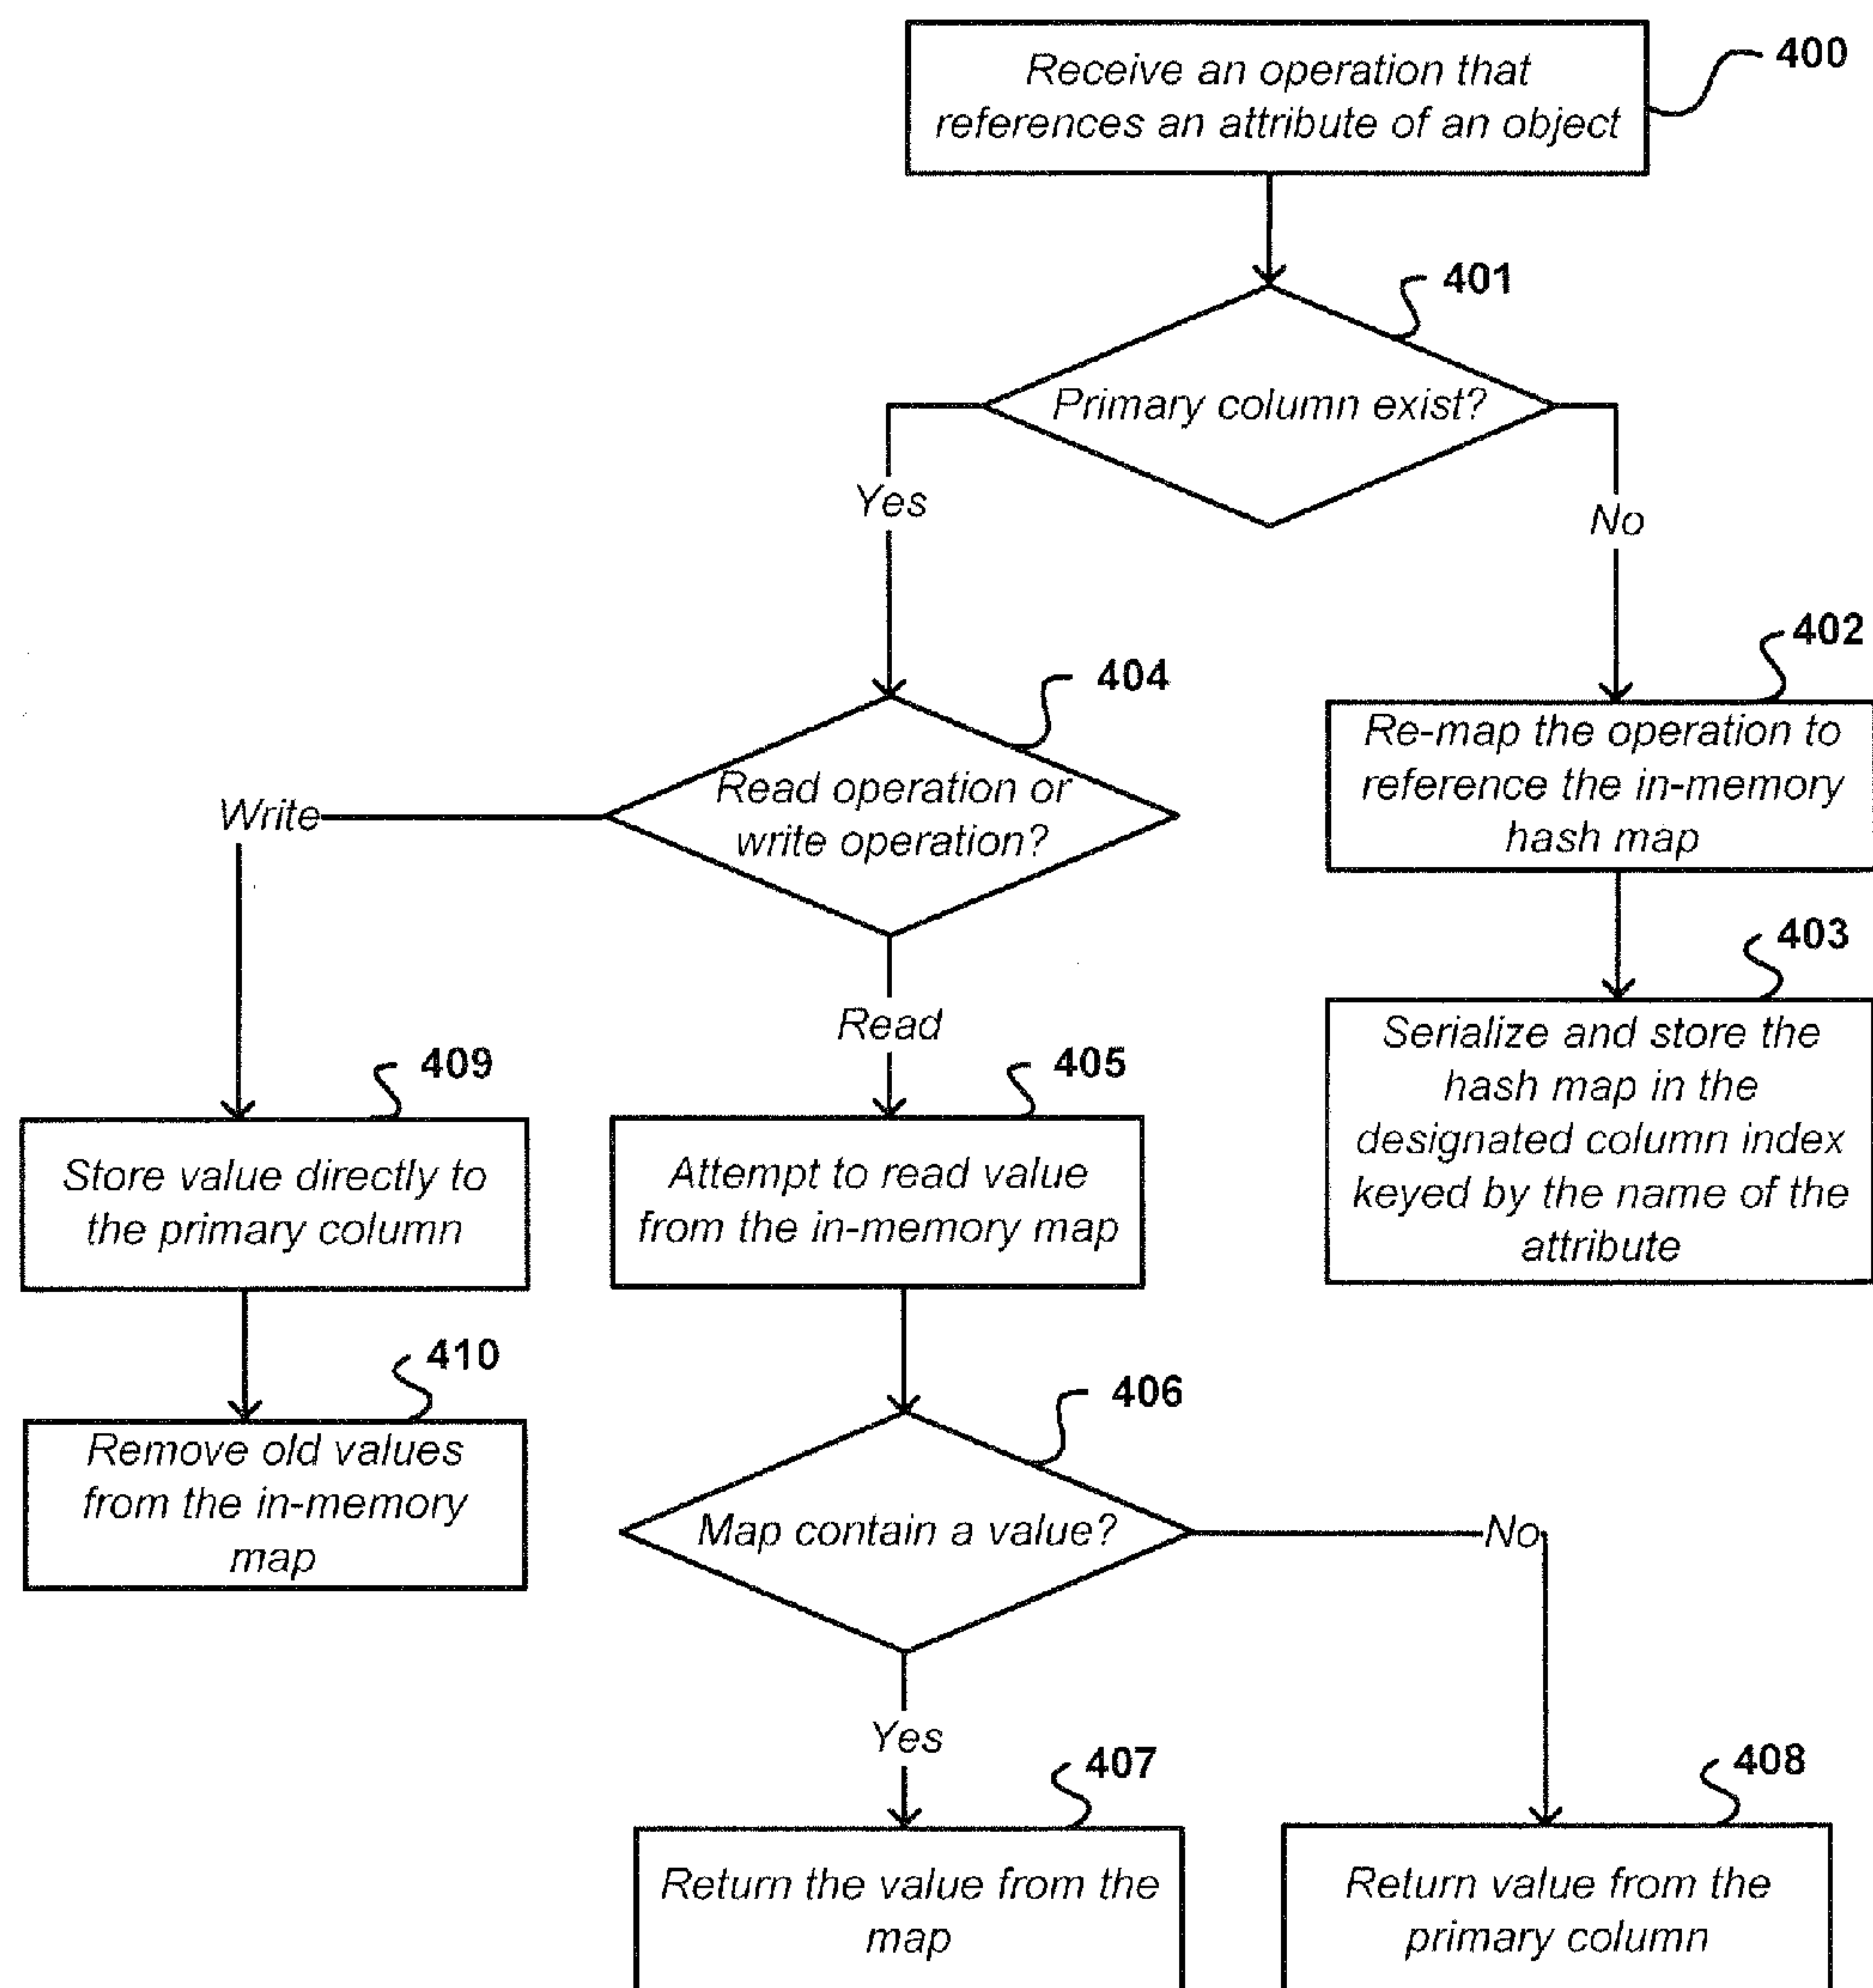 Receive an operation that
references an attribute of an object
400
401
Primary column exist?
Yes
No
402
Re-map the operation to
reference the in-memory
hash map
404
Read operation or
write operation?
Write
Read
403
Serialize and store the
hash map in the
designated column index
keyed by the name of the
attribute
409
Store value directly to
the primary column
405
Attempt to read value
from the in-memory map
410
Remove old values
from the in-memory
map
406
Map contain a value?
No
Yes
407
Return the value from the
map
408
Return value from the
primary column